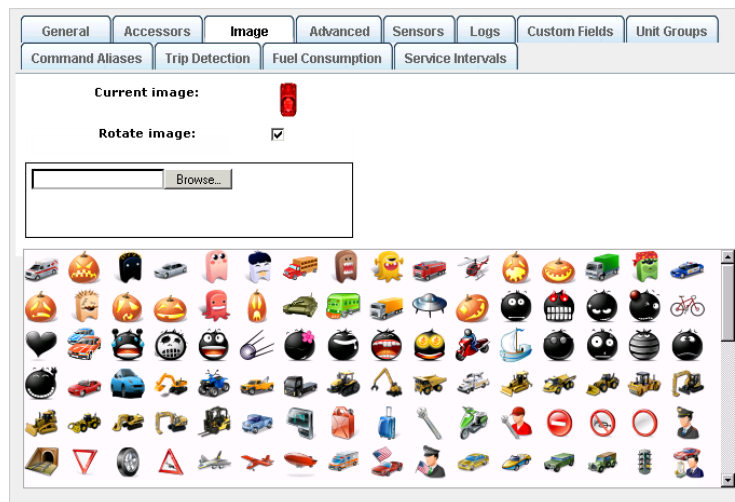 General Accessors Image Advanced Sensors Logs Custom Fields Unit Groups
Command Aliases Trip Detection Fuel Consumption Service Intervals
Current image:
Rotate image:
Browse...